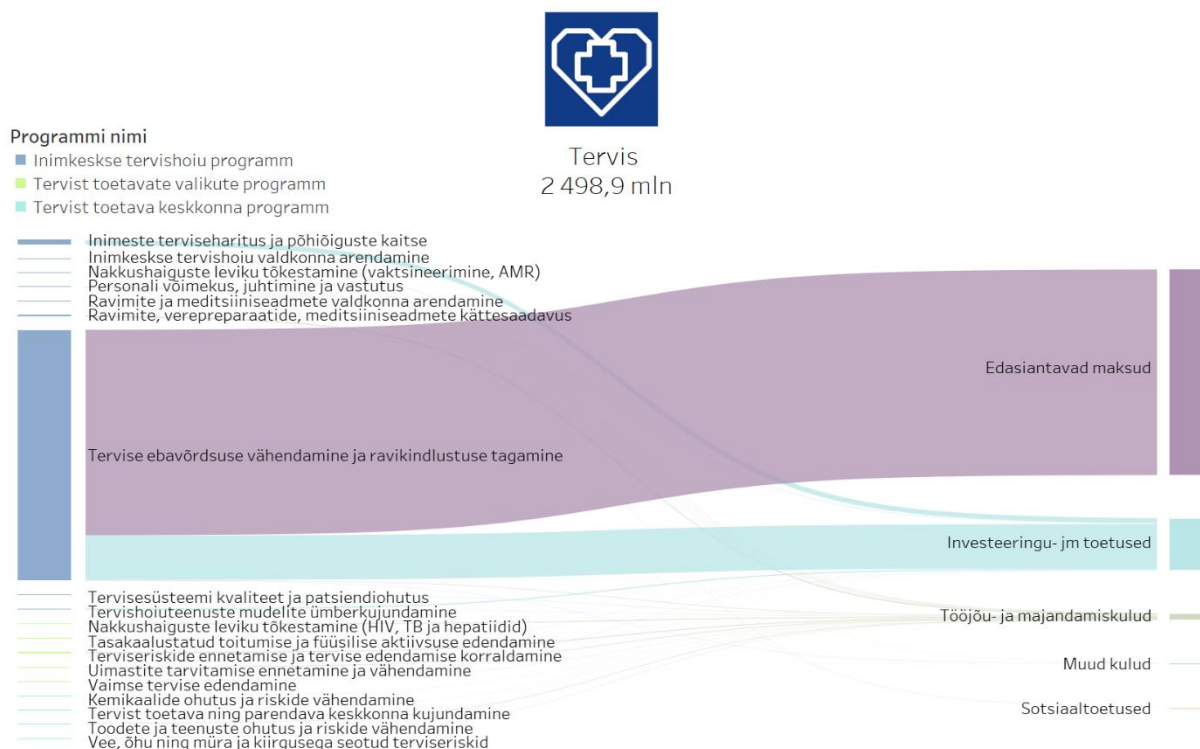 Tervis
2 498,9 mln
Programmi nimi
Inimkeskse tervishoiu programm
Tervist toetavate valikute programm
Tervist toetava keskkonna programm
Inimeste terviseharitus ja põhiõiguste kaitse
Inimkeskse tervishoiu valdkonna arendamine
Nakkushaiguste leviku tõkestamine (vaktsineerimine, AMR)
Personali võimekus, juhtimine ja vastutus
Ravimite ja meditsiiniseadmete valdkonna arendamine
Ravimite, verepreparaatide, meditsiiniseadmete kättesaadavus
Tervise ebavõrdsuse vähendamine ja ravikindlustuse tagamine
Tervisesüsteemi kvaliteet ja patsiendiohutus
Tervishoiuteenuste mudelite ümberkujundamine
Nakkushaiguste leviku tõkestamine (HIV, TB ja hepatiidid)
Tasakaalustatud toitumise ja füüsilise aktiivsuse edendamine
Terviseriskide ennetamise ja tervise edendamise korraldamine
Uimastite tarvitamise ennetamine ja vähendamine
Vaimse tervise edendamine
Kemikaalide ohutus ja riskide vähendamine
Tervist toetava ning parendava keskkonna kujundamine
Toodete ja teenuste ohutus ja riskide vähendamine
Vee, õhu ning müra ja kiirgusega seotud terviseriskid
Edasiantavad maksud
Investeeringu- jm toetused
Tööjõu- ja majandamiskulud
Muud kulud
Sotsiaaltoetused